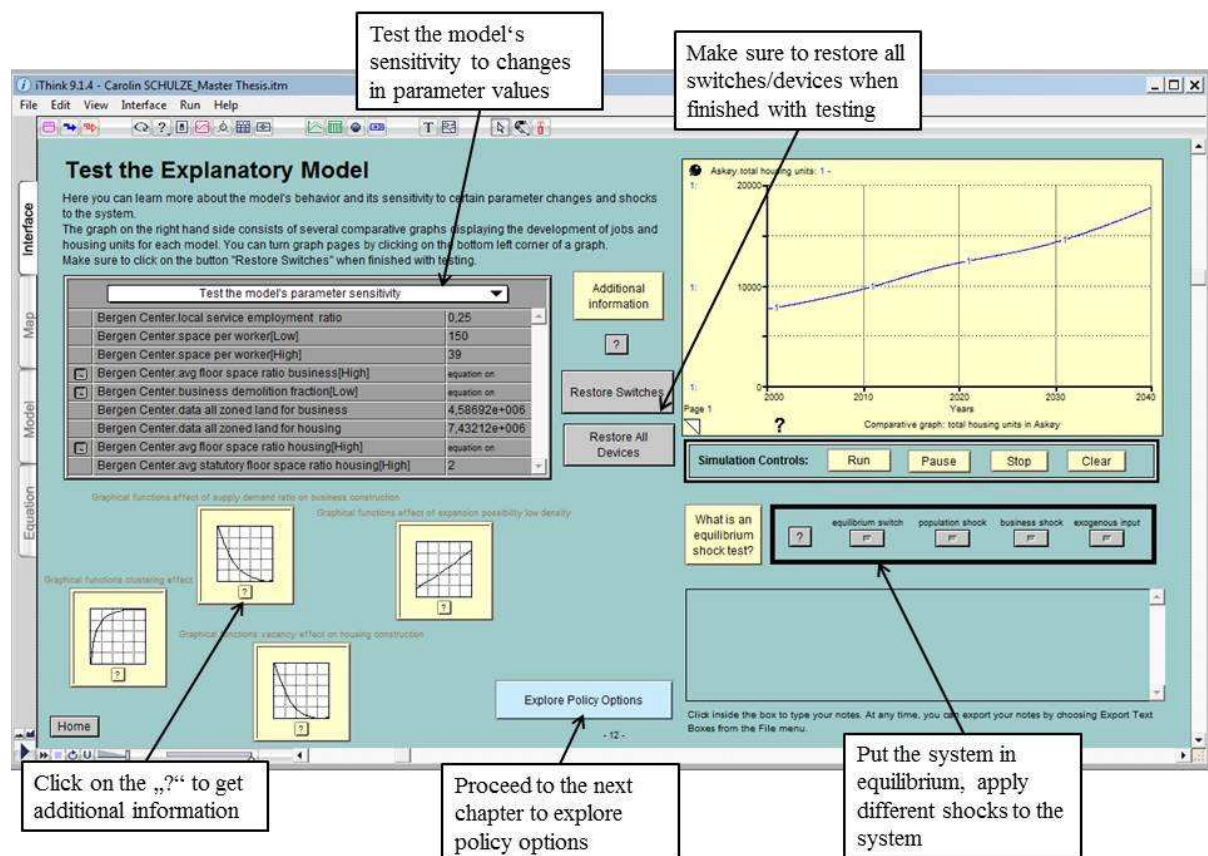 Test the model‘s
sensitivity to changes
in parameter values
Make sure to restore all
switches/devices when
finished with testing
iThink 9.1.4 - Carolin SCHULZE_Master Thesis.itm
File Edit View Interface Run Help
Interface
Map
Model
Equation
Test the Explanatory Model
Here you can learn more about the model's behavior and its sensitivity to certain parameter changes and shocks
to the system.
The graph on the right hand side consists of several comparative graphs displaying the development of jobs and
housing units for each model. You can turn graph pages by clicking on the bottom left corner of a graph.
Make sure to click on the button "Restore Switches" when finished with testing.
Test the model's parameter sensitivity
Bergen Center.local service employment ratio 0,25
Bergen Center.space per worker[Low] 150
Bergen Center.space per worker[High] 39
Bergen Center.avg floor space ratio business[High] equation on
Bergen Center.business demolition fraction[Low] equation on
Bergen Center.data all zoned land for business 4,58692e+006
Bergen Center.data all zoned land for housing 7,43212e+006
Bergen Center.avg floor space ratio housing[High] equation on
Bergen Center.avg statutory floor space ratio housing[High] 2
Additional
information
?
Restore Switches
Restore All
Devices
Askøy.total housing units: 1 -
1: 20000
1: 10000
1: 0
2000 2010 2020 2030 2040
1 1 1 1
Page 1
Years
? Comparative graph: total housing units in Askøy
Simulation Controls: Run Pause Stop Clear
What is an
equilibrium
shock test?
?
equilibrium switch population shock business shock exogenous input
Graphical functions effect of supply demand ratio on business construction
?
Graphical functions effect of expansion possibility low density
?
Graphical functions clustering effect
?
Graphical functions vacancy effect on housing construction
?
Explore Policy Options
Click inside the box to type your notes. At any time, you can export your notes by choosing Export Text
Boxes from the File menu.
Home
- 12 -
Click on the „?“ to get
additional information
Proceed to the next
chapter to explore
policy options
Put the system in
equilibrium, apply
different shocks to the
system